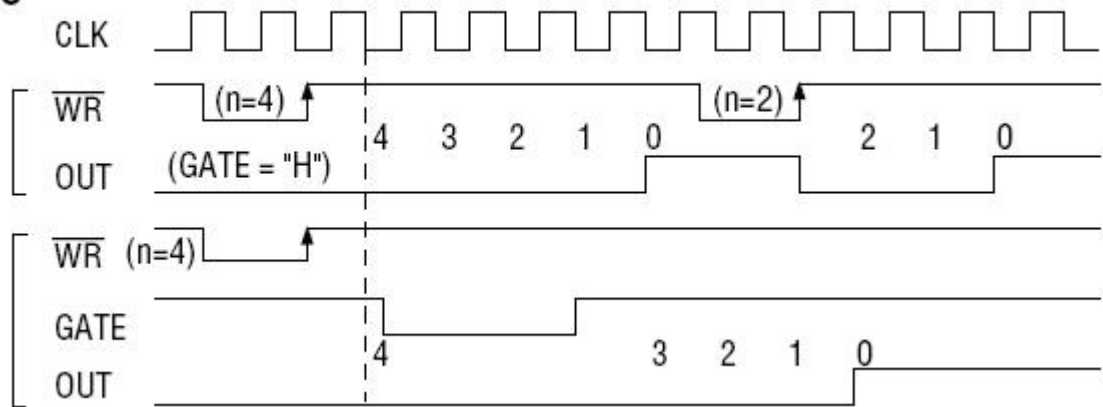 CLK
WR (n=4) (n=2)
4 3 2 1 0 2 1 0
OUT (GATE = "H")
WR (n=4)
GATE
4 3 2 1 0
OUT